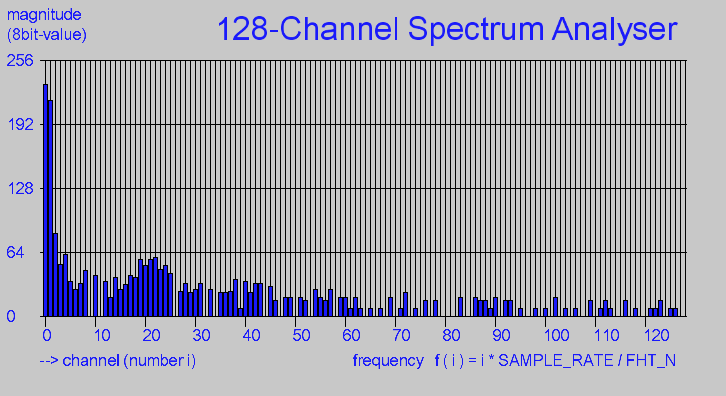 magnitude
(8bit-value)
128-Channel Spectrum Analyser
256
192
128
64
0
0 10 20 30 40 50 60 70 80 90 100 110 120
--> channel (number i) frequency f ( i ) = i * SAMPLE_RATE / FHT_N